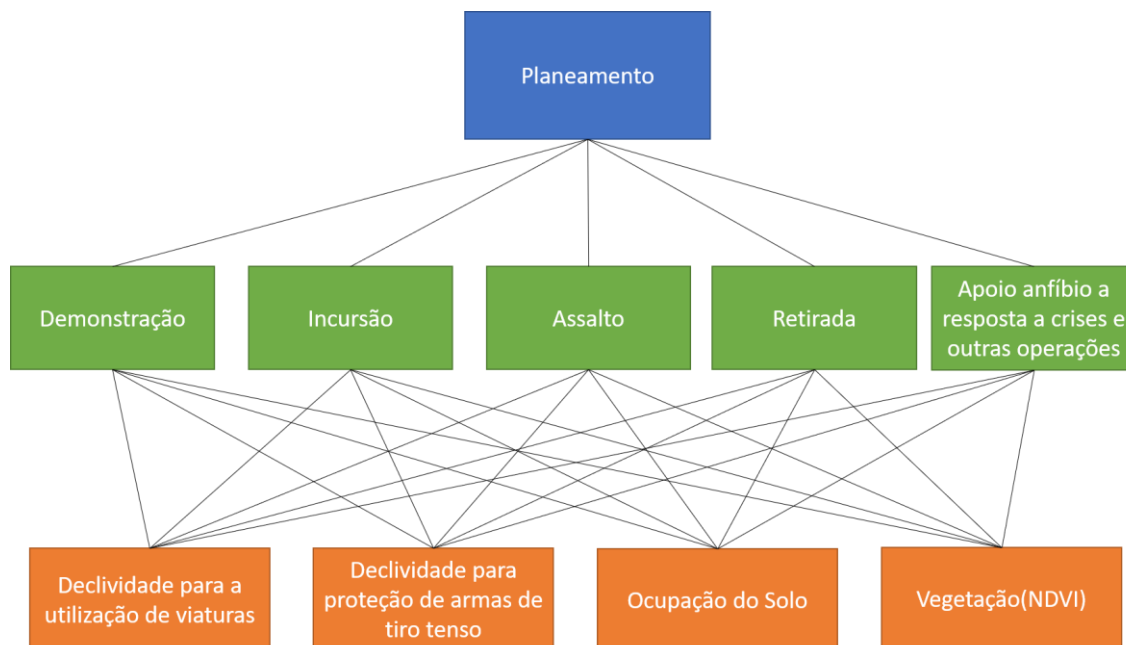 Planeamento
Demonstração
Incursão
Assalto
Retirada
Apoio anfíbio a
resposta a crises e
outras operações
Declividade para a
utilização de viaturas
Declividade para
proteção de armas de
tiro tenso
Ocupação do Solo
Vegetação(NDVI)